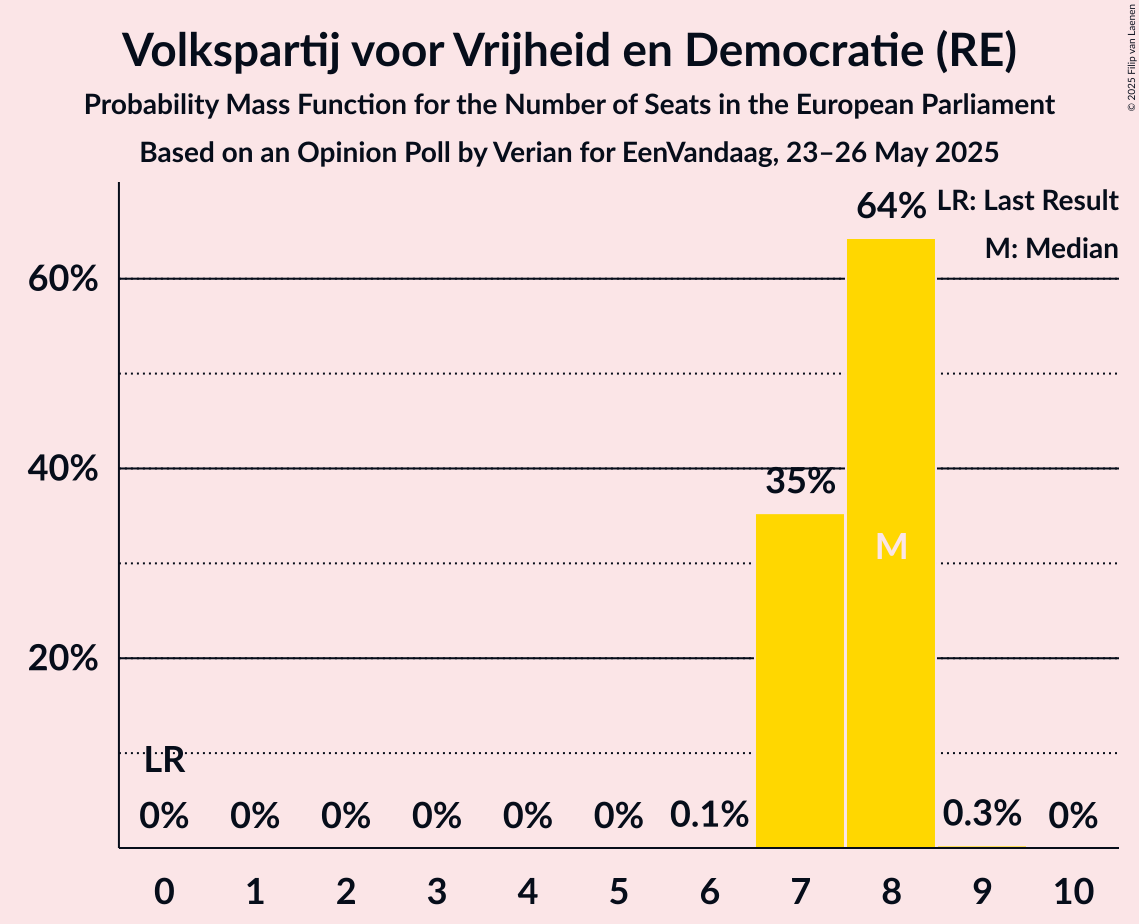 Volkspartij voor Vrijheid en Democratie (RE)
Probability Mass Function for the Number of Seats in the European Parliament
Based on an Opinion Poll by Verian for EenVandaag, 23–26 May 2025
© 2025 Filip van Laenen
LR: Last Result
M: Median
64%
60%
40%
35%
M
20%
LR
0% 0% 0% 0% 0% 0% 0.1% 0.3% 0%
0 1 2 3 4 5 6 7 8 9 10